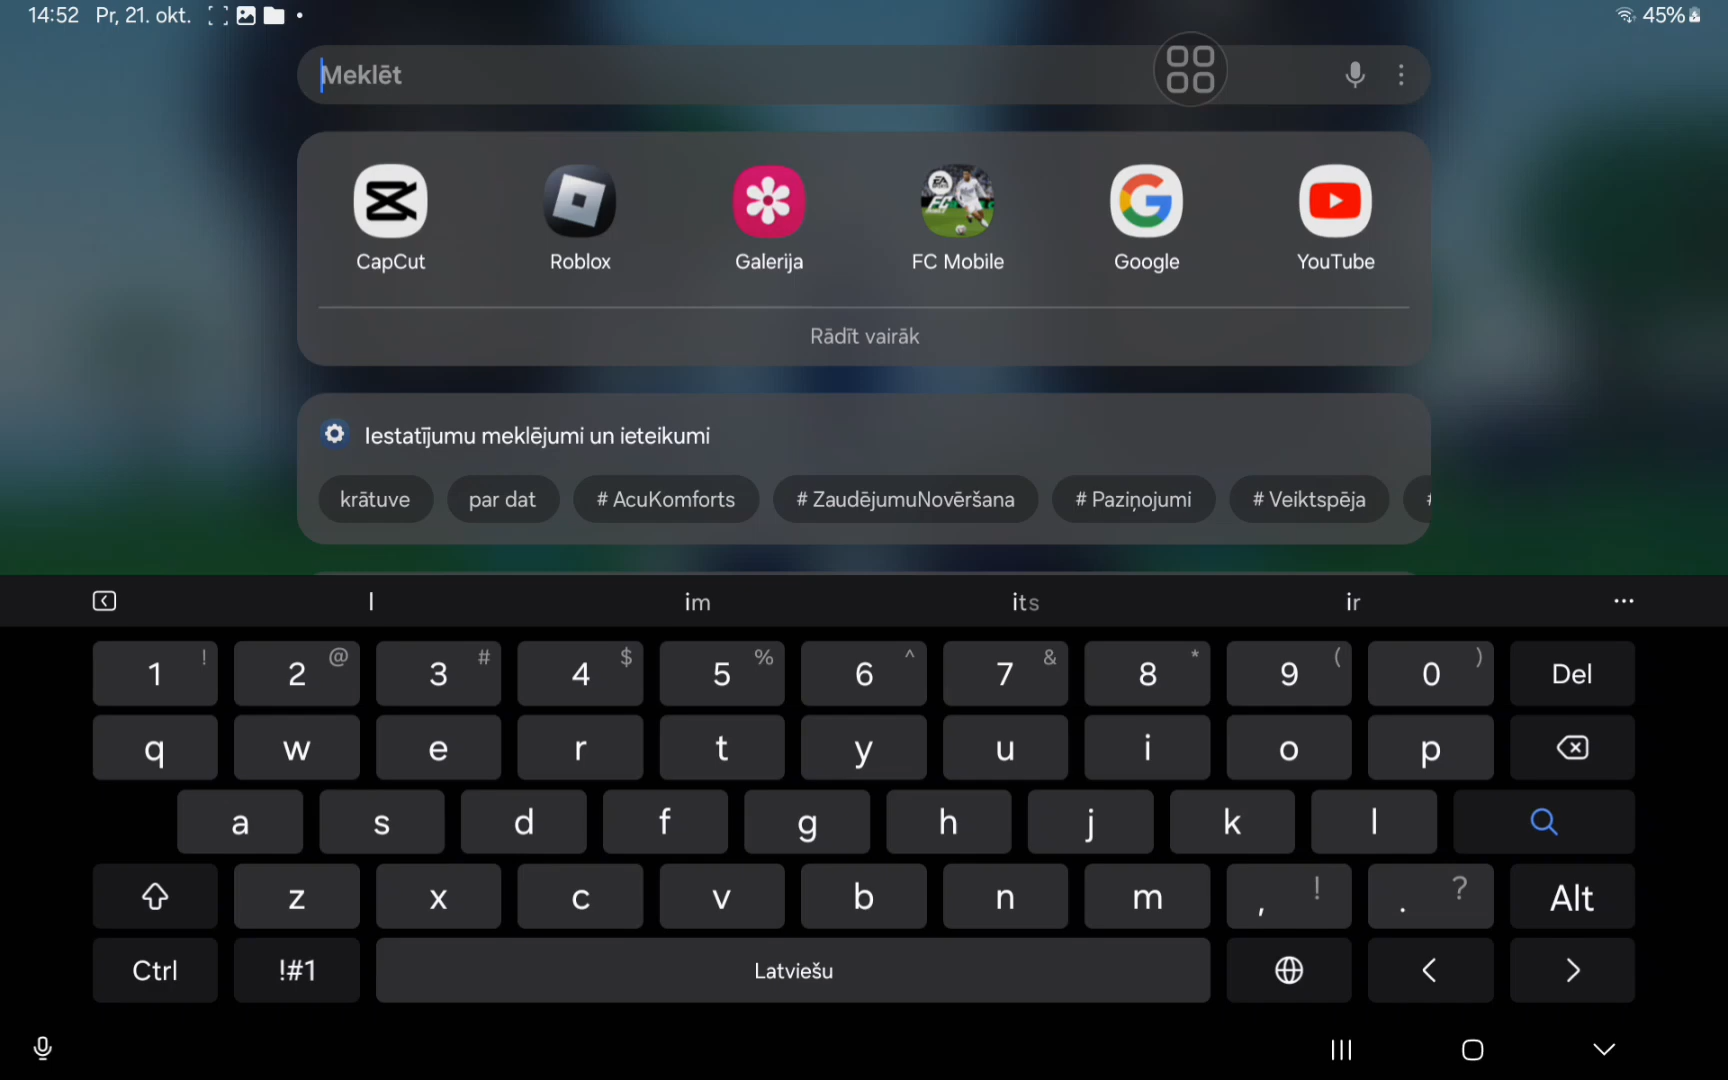 14:52 Pr, 21. okt. 45%
Meklēt
CapCut Roblox Galerija FC Mobile Google YouTube
Rādīt vairāk
Iestatījumu meklējumi un ieteikumi
krātuve par dat # AcuKomforts # ZaudējumuNovēršana # Paziņojumi # Veiktspēja #
I im its ir ...
1 ! 2 @ 3 # 4 $ 5 % 6 ^ 7 & 8 * 9 ( 0 ) Del
q w e r t y u i o p
a s d f g h j k l
z x c v b n m , ! . ? Alt
Ctrl !#1 Latviešu < >